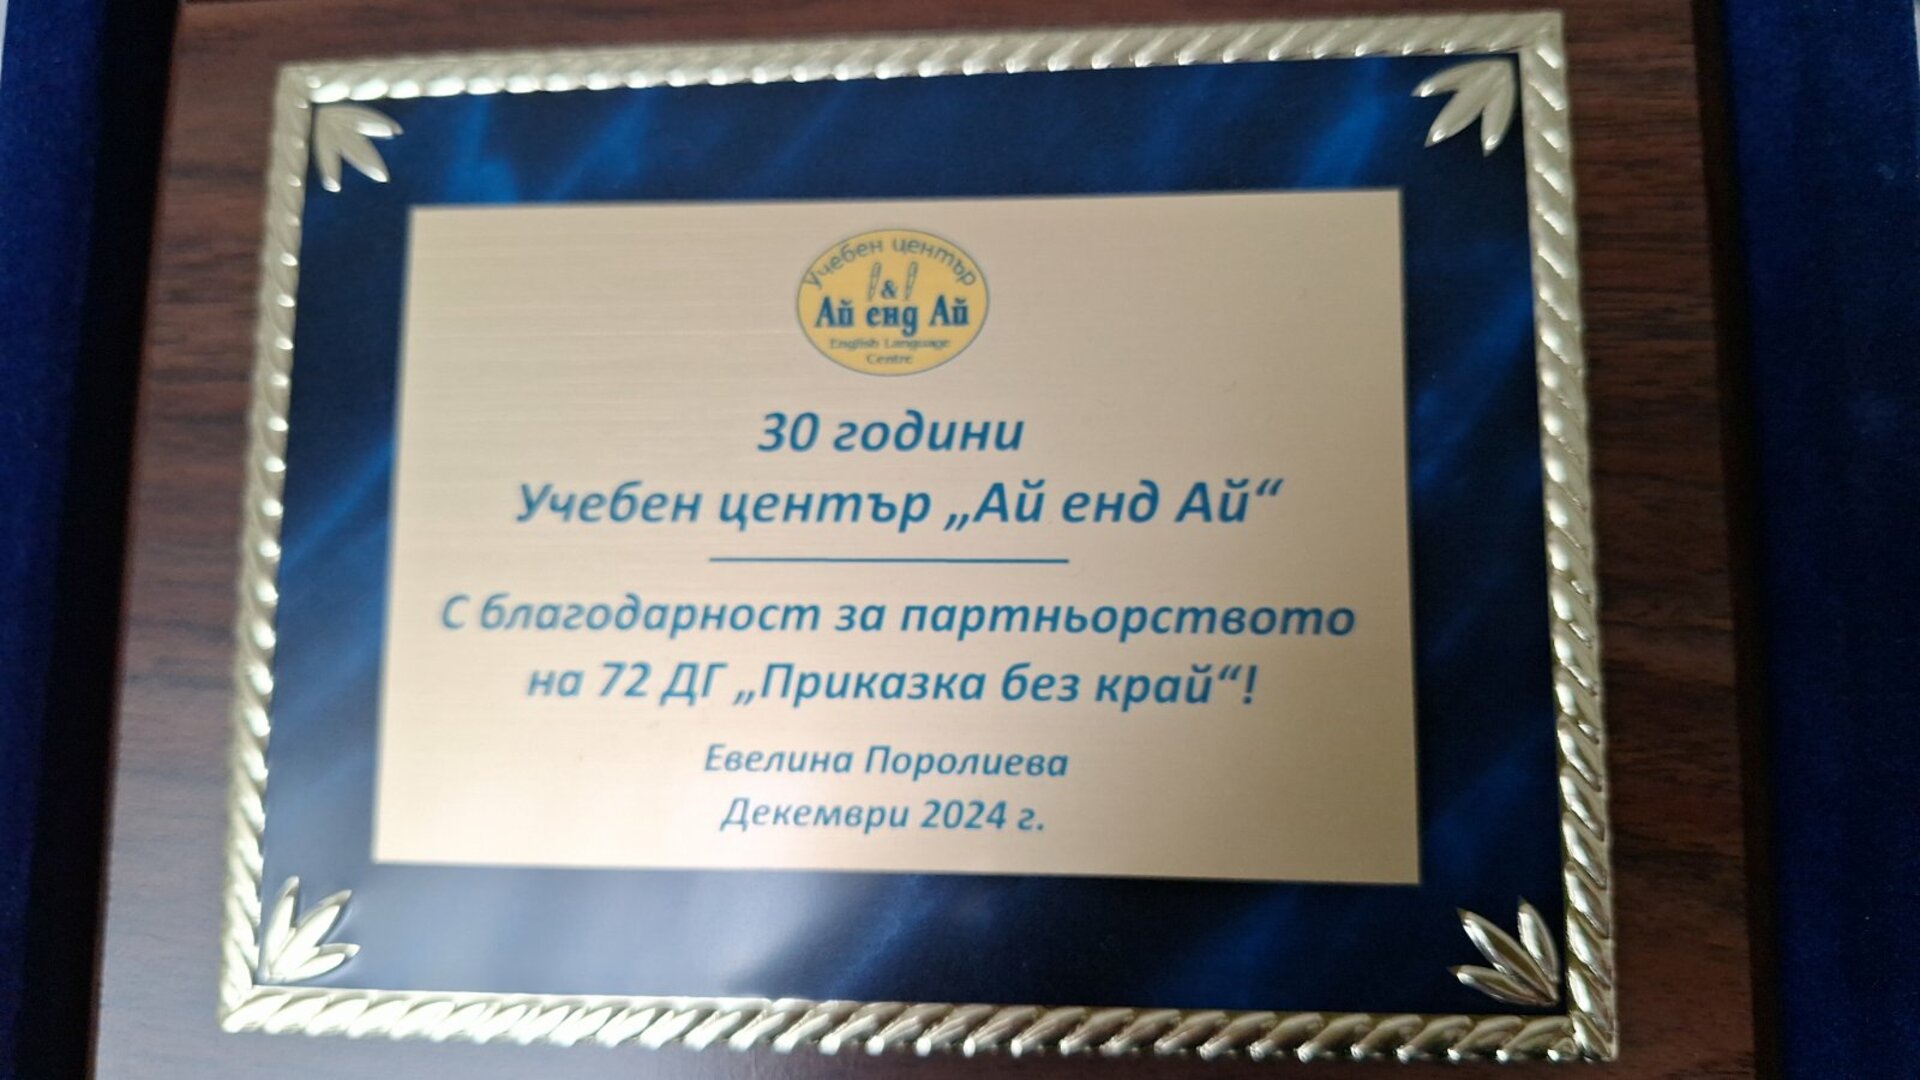 Учебен център
&
Ай енд Ай
English Language
Centre
30 години
Учебен център „Ай енд Ай“
С благодарност за партньорството
на 72 ДГ „Приказка без край“!
Евелина Поролиева
Декември 2024 г.